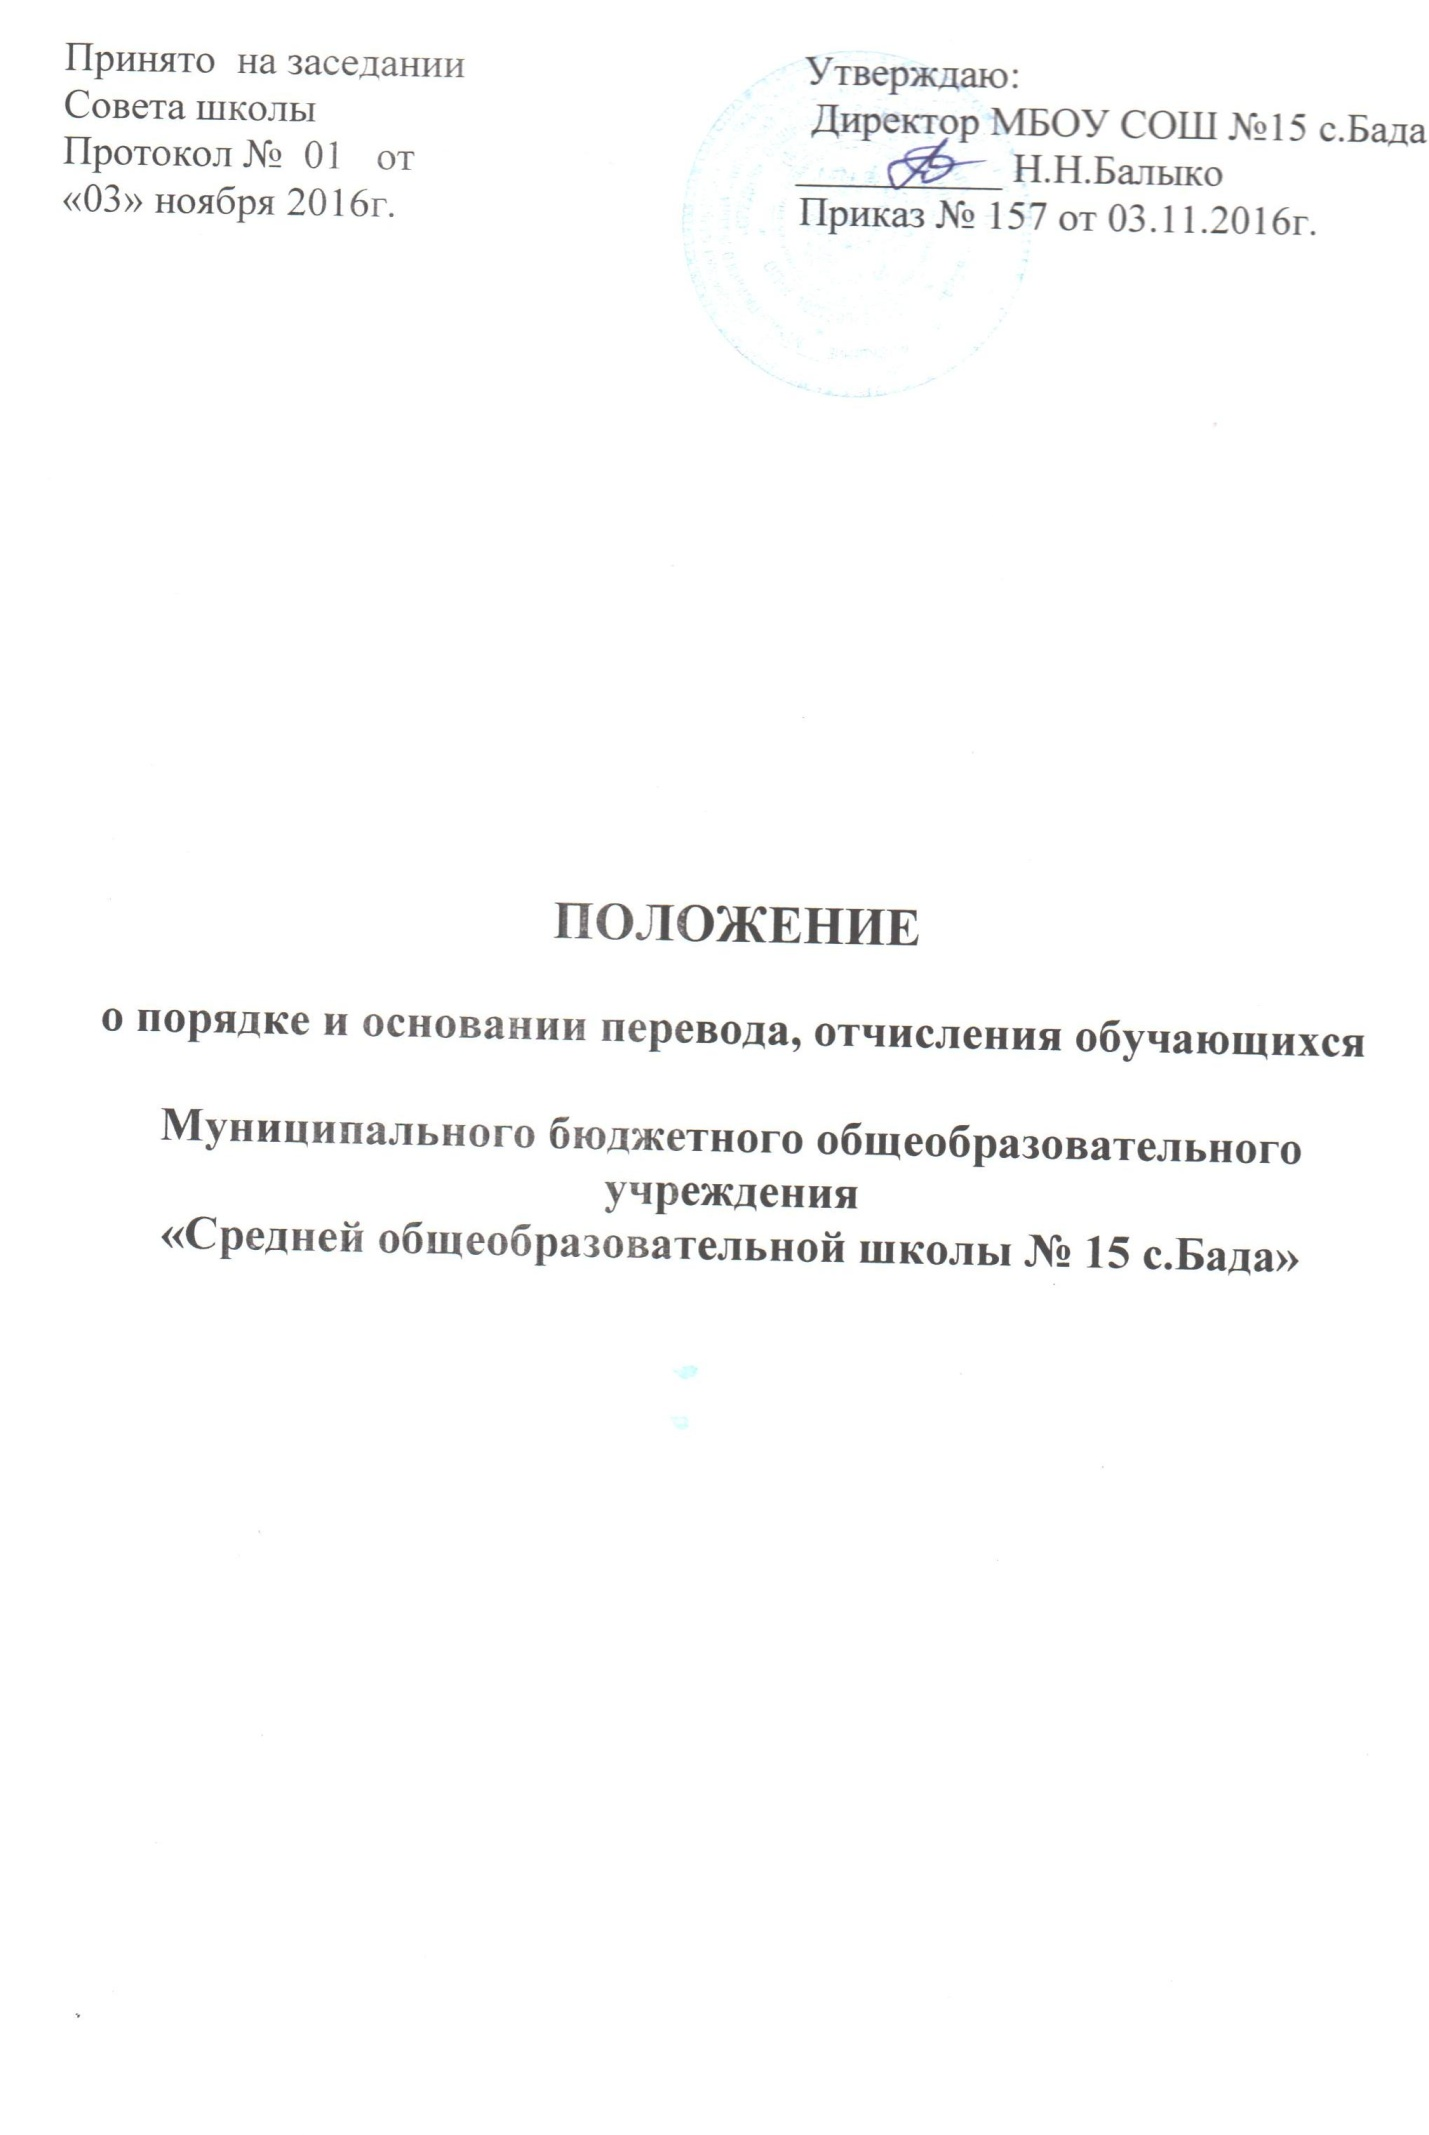 Принято на заседании
Совета школы
Протокол № 01 от
«03» ноября 2016г.
Утверждаю:
Директор МБОУ СОШ №15 с.Бада
__________ Н.Н.Балыко
Приказ № 157 от 03.11.2016г.
ПОЛОЖЕНИЕ
о порядке и основании перевода, отчисления обучающихся
Муниципального бюджетного общеобразовательного
учреждения
«Средней общеобразовательной школы № 15 с.Бада»